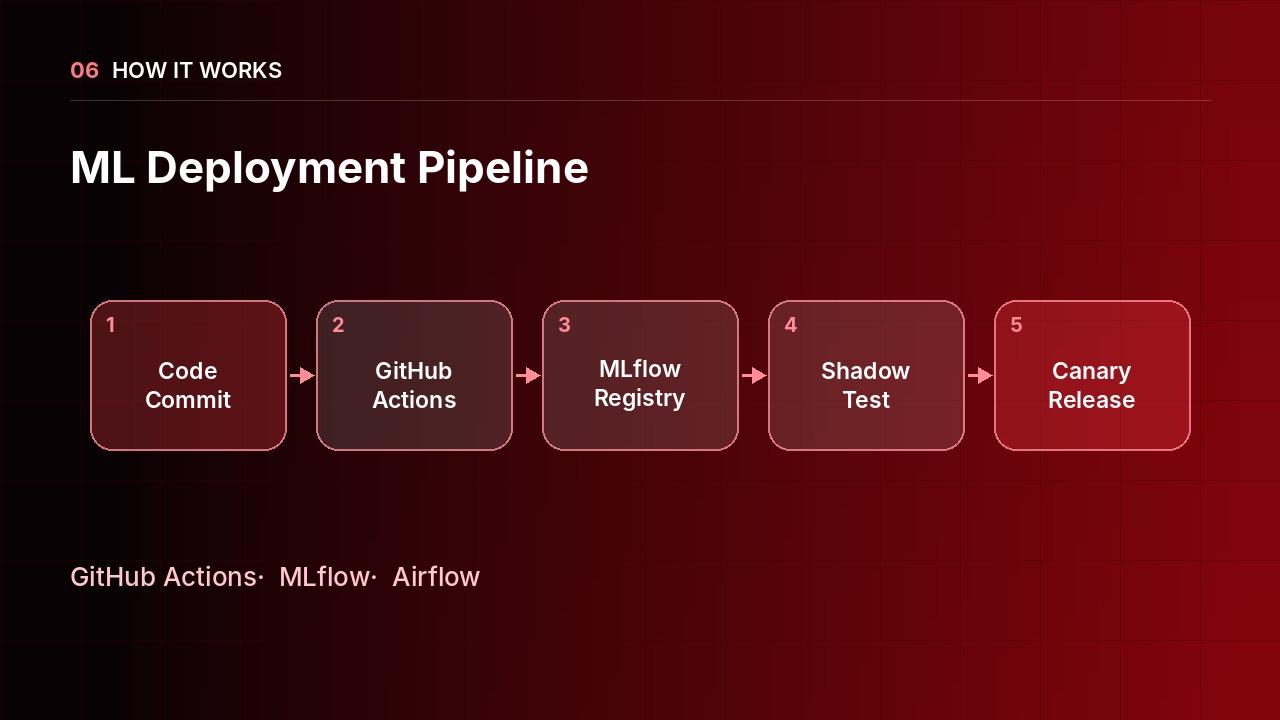 06 HOW IT WORKS
ML Deployment Pipeline
1
Code
Commit
2
GitHub
Actions
3
MLflow
Registry
4
Shadow
Test
5
Canary
Release
GitHub Actions· MLflow· Airflow